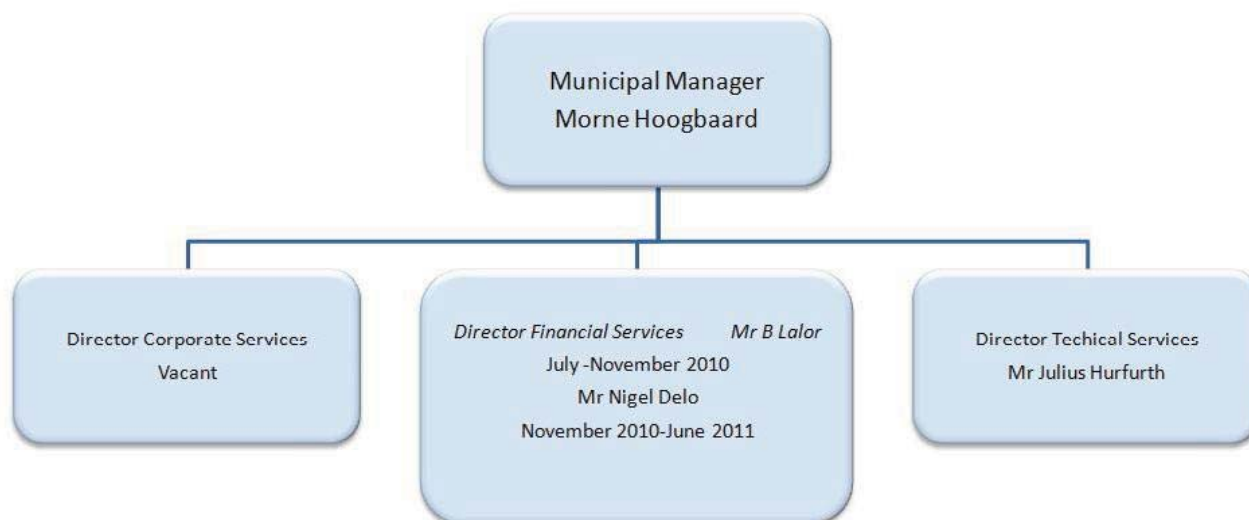 Municipal Manager
Morne Hoogbaard
Director Corporate Services
Vacant
Director Financial Services Mr B Lalor
July -November 2010
Mr Nigel Delo
November 2010-June 2011
Director Techical Services
Mr Julius Hurfurth